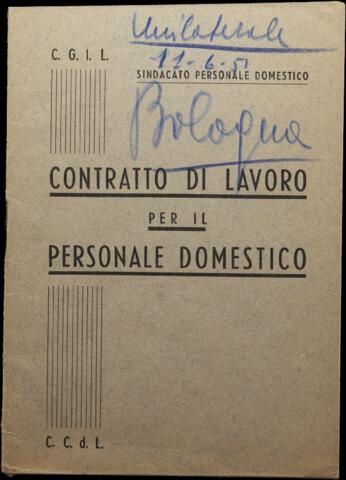 Unilaterale
C. G. I. L.
11-6-51
SINDACATO PERSONALE DOMESTICO
Bologna
CONTRATTO DI LAVORO
PER IL
PERSONALE DOMESTICO
C. C. d. L.